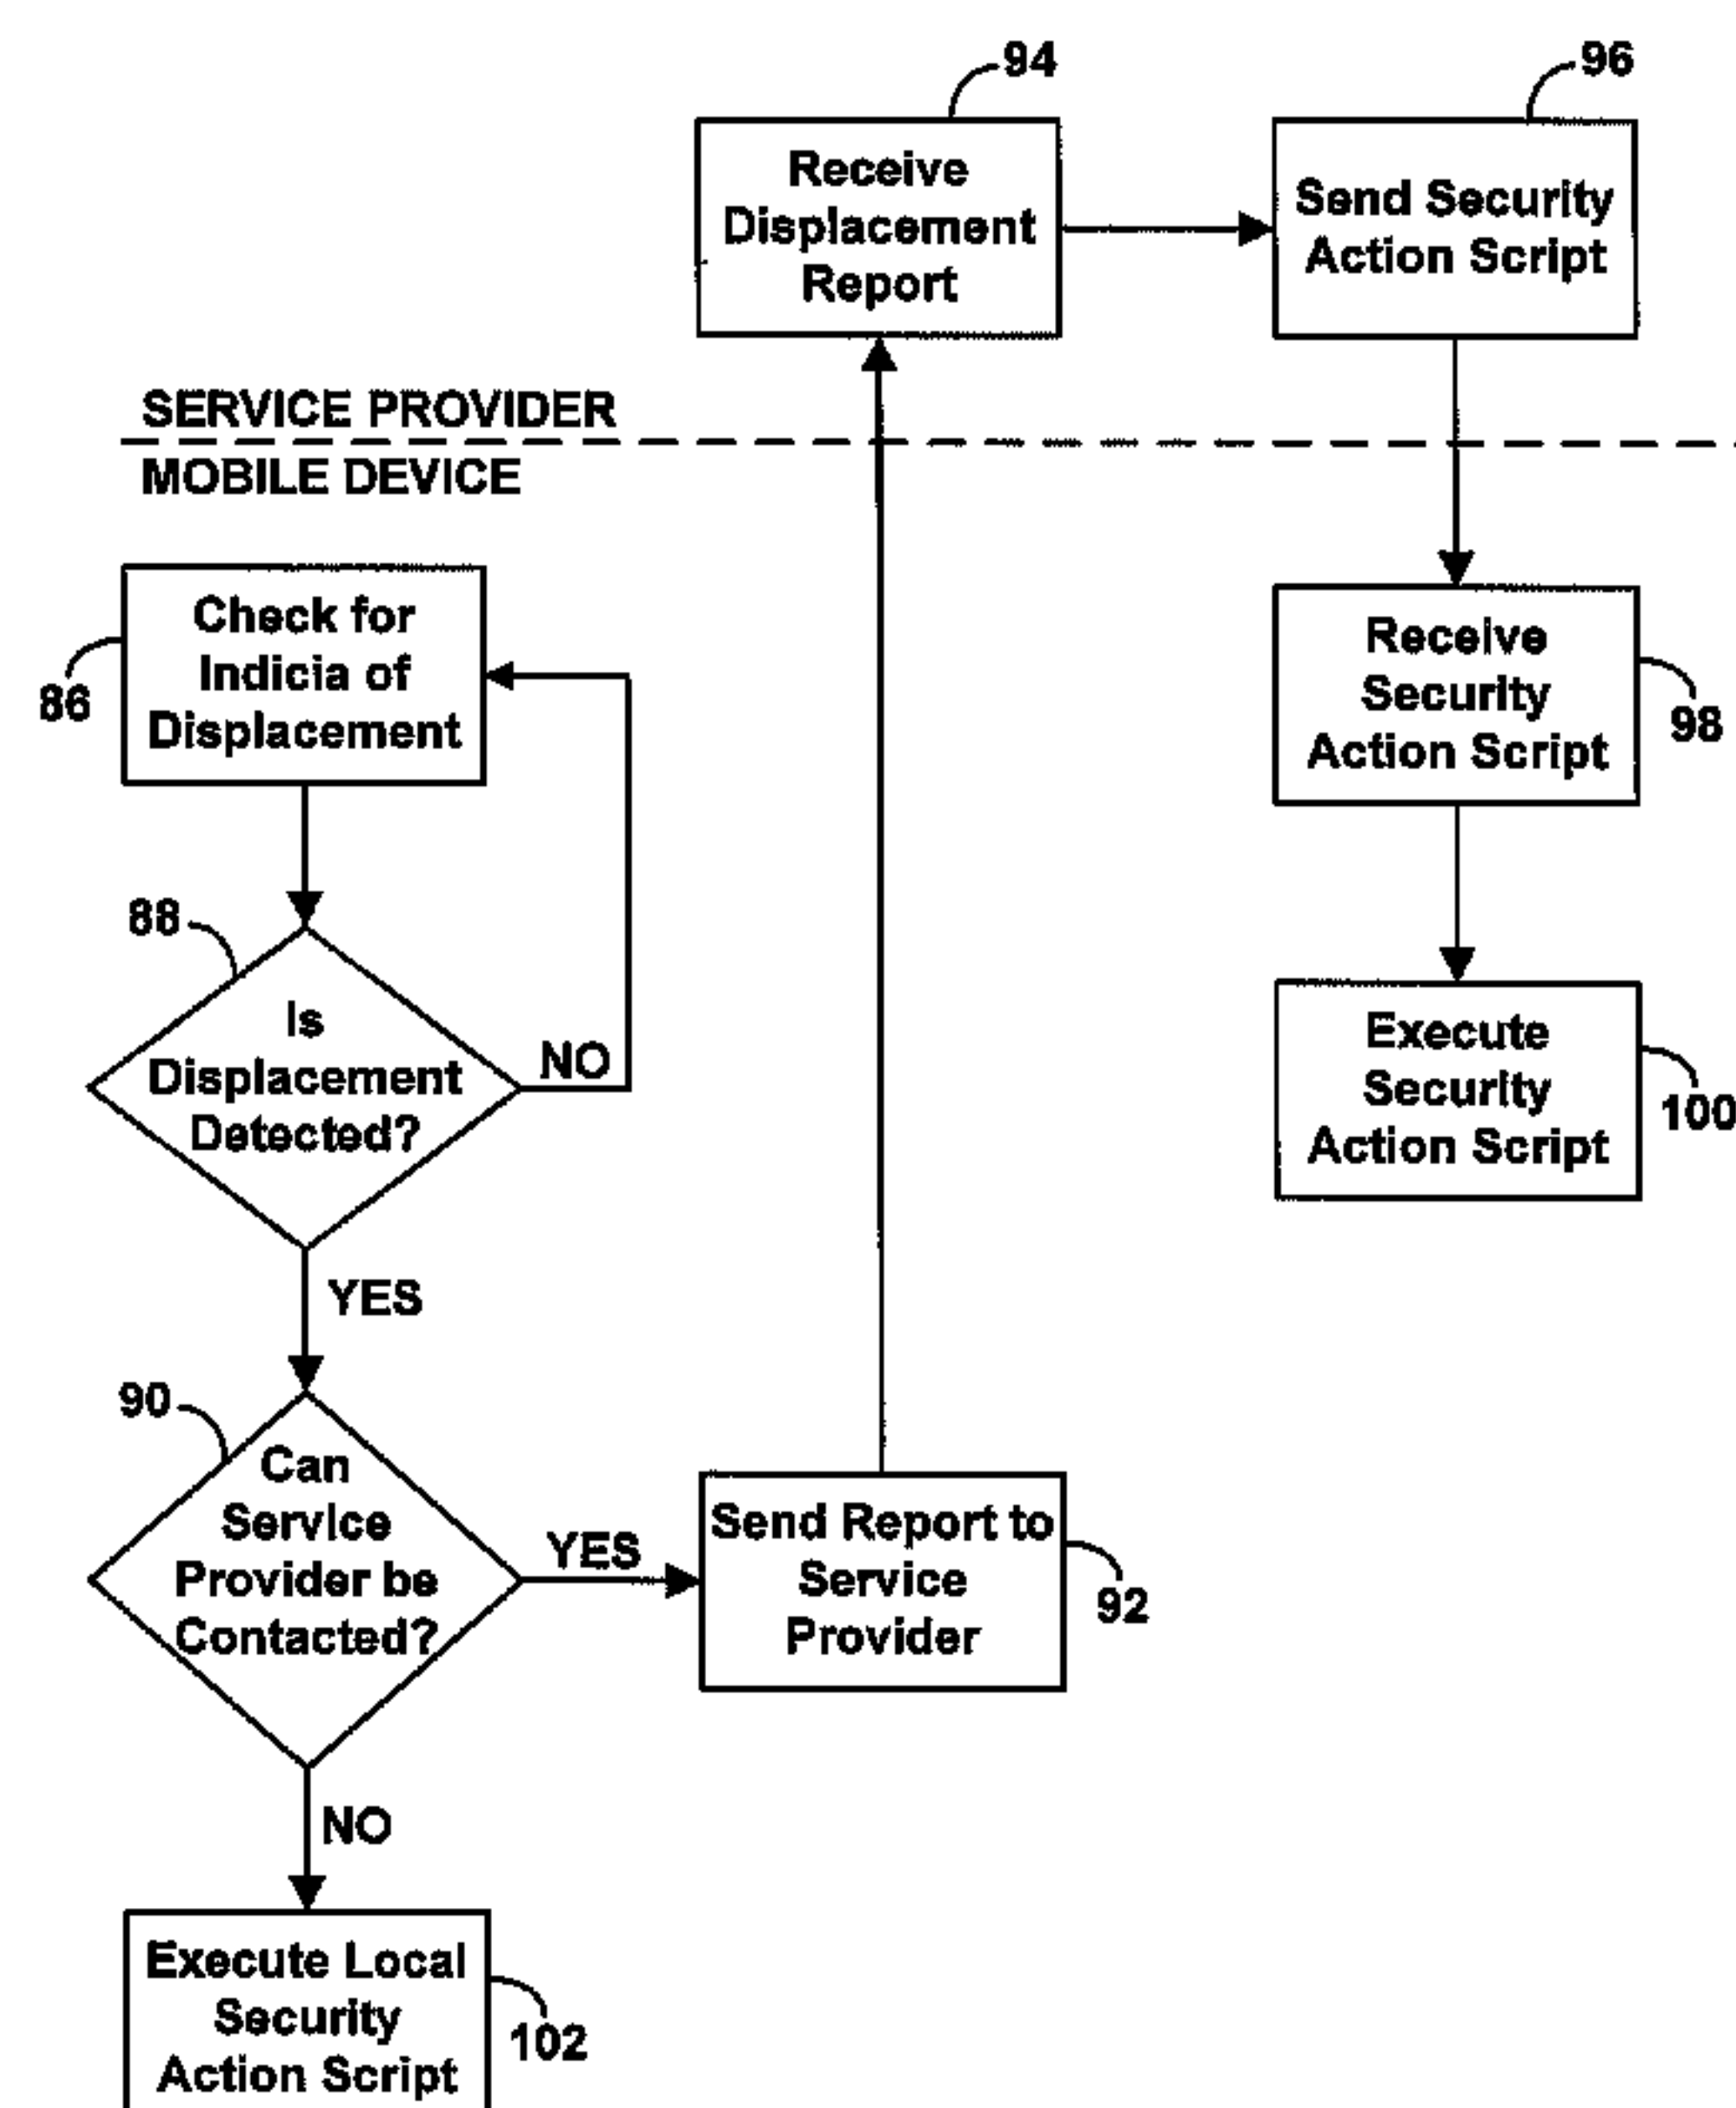 94
96
Receive
Displacement
Report
Send Security
Action Script
SERVICE PROVIDER
MOBILE DEVICE
Check for
Indicia of
Displacement
86
Receive
Security
Action Script
98
88
Is
Displacement
Detected?
NO
Execute
Security
Action Script
100
YES
90
Can
Service
Provider be
Contacted?
YES
Send Report to
Service
Provider
92
NO
Execute Local
Security
Action Script
102